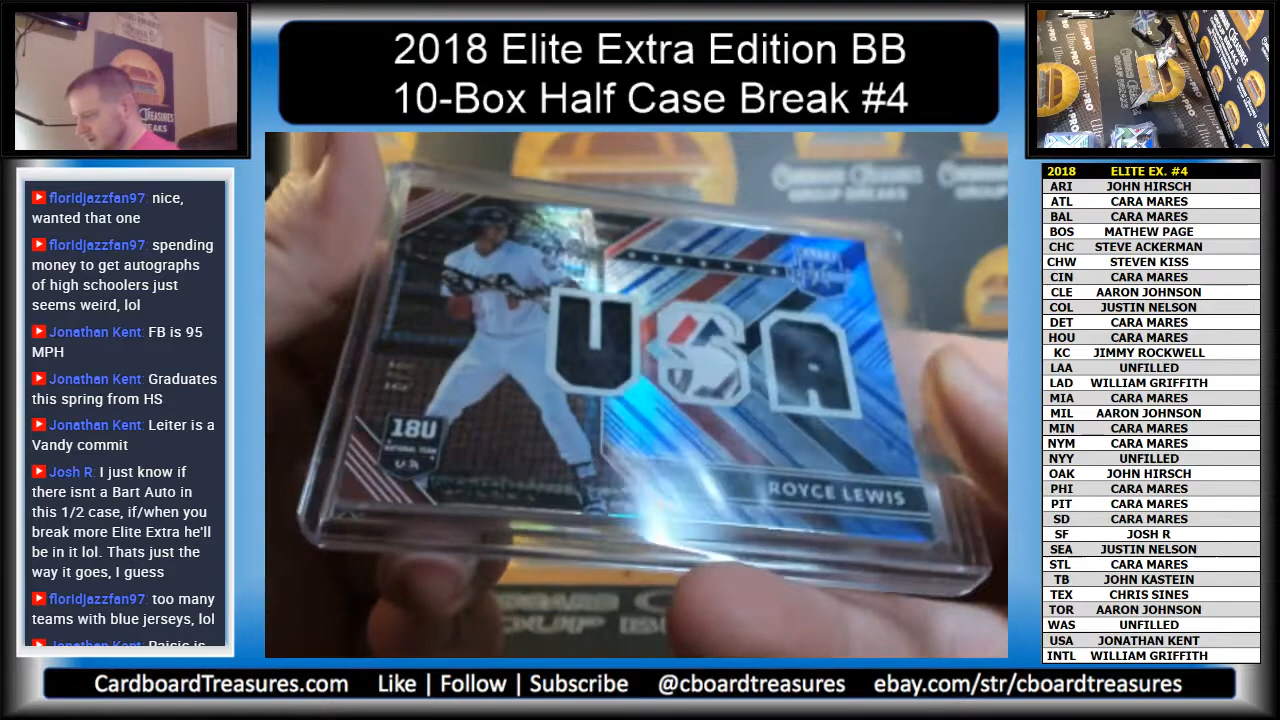 2018 Elite Extra Edition BB
10-Box Half Case Break #4
floridjazzfan97: nice,
wanted that one
floridjazzfan97: spending
money to get autographs
of high schoolers just
seems weird, lol
Jonathan Kent: FB is 95
MPH
Jonathan Kent: Graduates
this spring from HS
Jonathan Kent: Leiter is a
Vandy commit
Josh R: I just know if
there isnt a Bart Auto in
this 1/2 case, if/when you
break more Elite Extra he'll
be in it lol. Thats just the
way it goes, I guess
floridjazzfan97: too many
teams with blue jerseys, lol
USA
18U
NATIONAL TEAM
ROYCE LEWIS
2018 ELITE EX. #4
ARI JOHN HIRSCH
ATL CARA MARES
BAL CARA MARES
BOS MATHEW PAGE
CHC STEVE ACKERMAN
CHW STEVEN KISS
CIN CARA MARES
CLE AARON JOHNSON
COL JUSTIN NELSON
DET CARA MARES
HOU CARA MARES
KC JIMMY ROCKWELL
LAA UNFILLED
LAD WILLIAM GRIFFITH
MIA CARA MARES
MIL AARON JOHNSON
MIN CARA MARES
NYM CARA MARES
NYY UNFILLED
OAK JOHN HIRSCH
PHI CARA MARES
PIT CARA MARES
SD CARA MARES
SF JOSH R
SEA JUSTIN NELSON
STL CARA MARES
TB JOHN KASTEIN
TEX CHRIS SINES
TOR AARON JOHNSON
WAS UNFILLED
USA JONATHAN KENT
INTL WILLIAM GRIFFITH
CardboardTreasures.com Like | Follow | Subscribe @cboardtreasures ebay.com/str/cboardtreasures